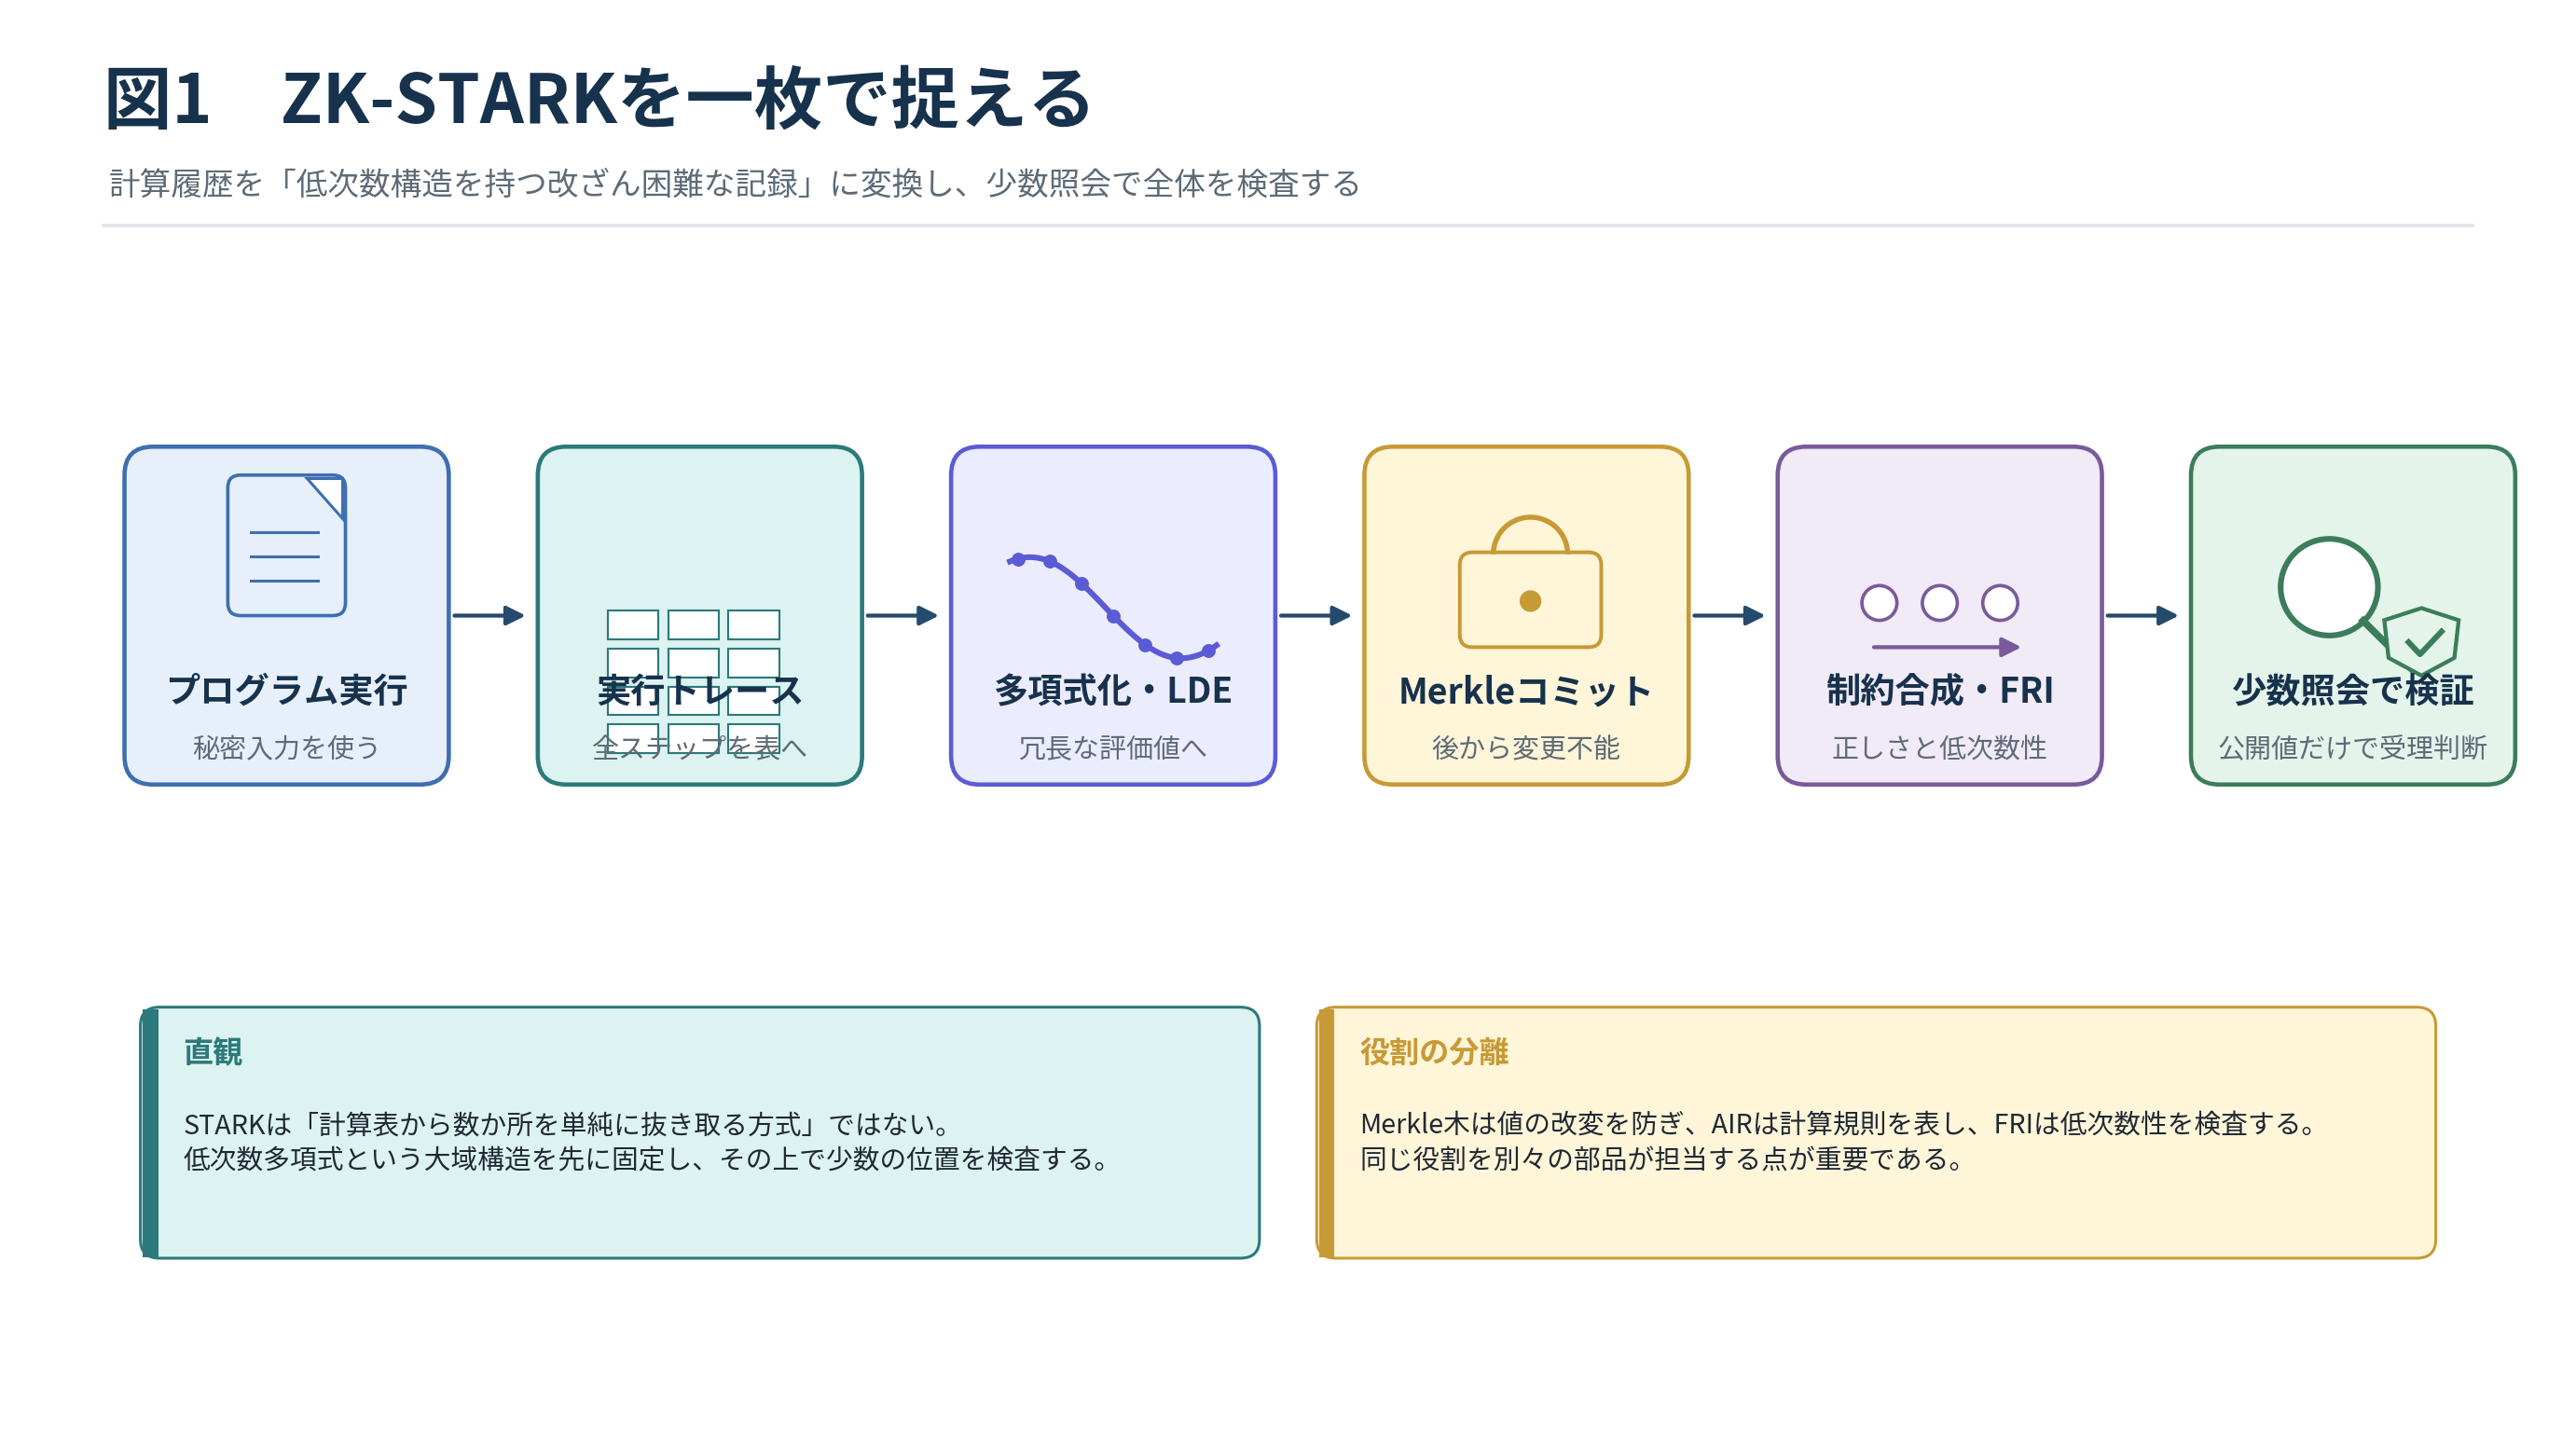 図1　ZK-STARKを一枚で捉える
計算履歴を「低次数構造を持つ改ざん困難な記録」に変換し、少数照会で全体を検査する
プログラム実行
秘密入力を使う
実行トレース
全ステップを表へ
多項式化・LDE
冗長な評価値へ
Merkleコミット
後から変更不能
制約合成・FRI
正しさと低次数性
少数照会で検証
公開値だけで受理判断
直観
STARKは「計算表から数か所を単純に抜き取る方式」ではない。
低次数多項式という大域構造を先に固定し、その上で少数の位置を検査する。
役割の分離
Merkle木は値の改変を防ぎ、AIRは計算規則を表し、FRIは低次数性を検査する。
同じ役割を別々の部品が担当する点が重要である。